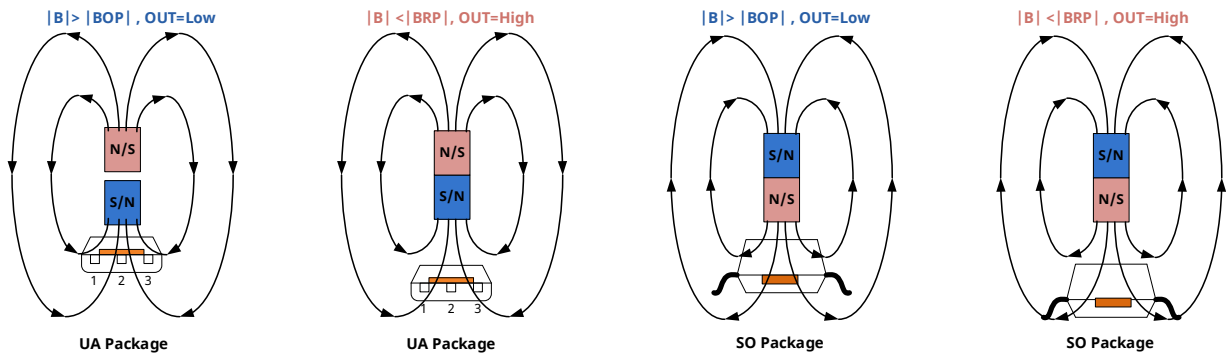 |B|> |BOP| , OUT=Low
N/S
S/N
1 2 3
UA Package
|B| <|BRP|, OUT=High
N/S
S/N
1 2 3
UA Package
|B|> |BOP| , OUT=Low
S/N
N/S
SO Package
|B| <|BRP| , OUT=High
S/N
N/S
SO Package